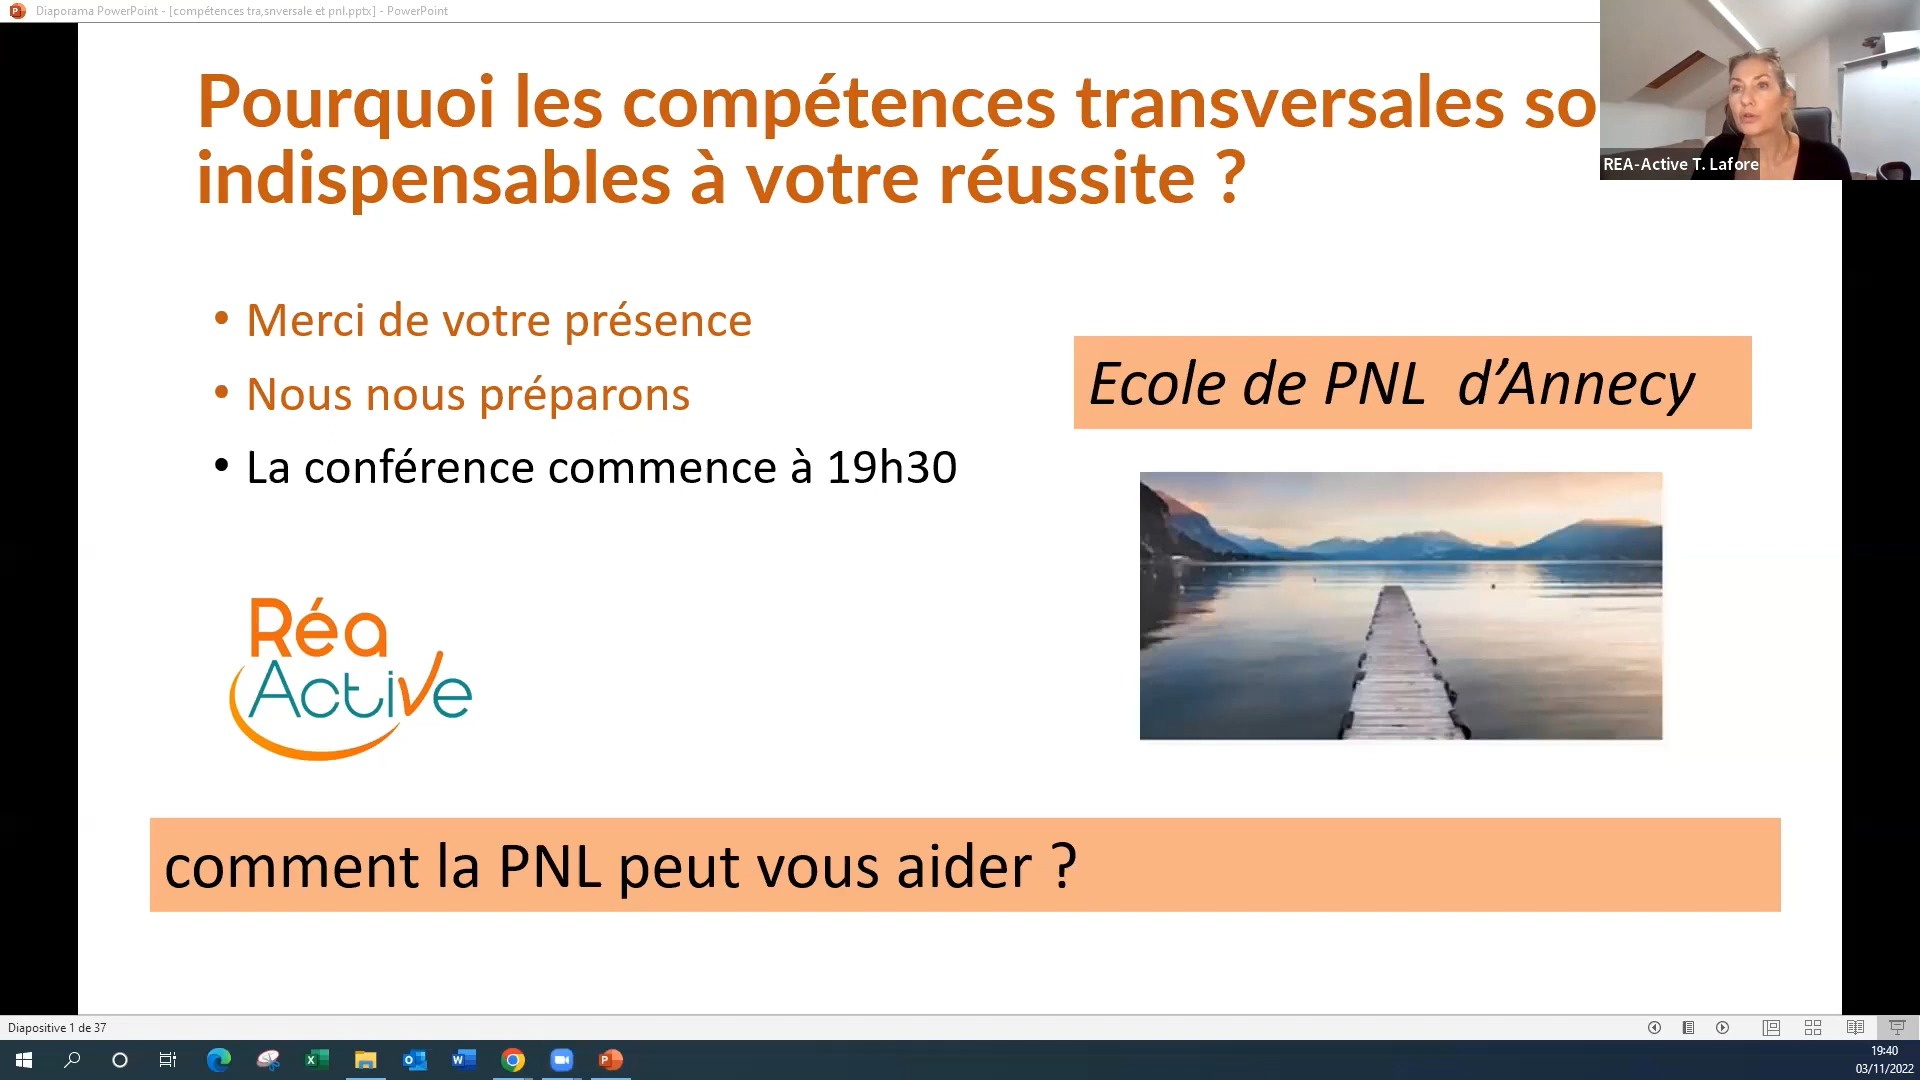 Diaporama PowerPoint - [compétences tra,snversale et pnl.pptx] - PowerPoint
Pourquoi les compétences transversales so
indispensables à votre réussite ?
REA-Active T. Lafore
• Merci de votre présence
• Nous nous préparons
• La conférence commence à 19h30
Ecole de PNL d’Annecy
Réa
Active
comment la PNL peut vous aider ?
Diapositive 1 de 37
19:40
03/11/2022